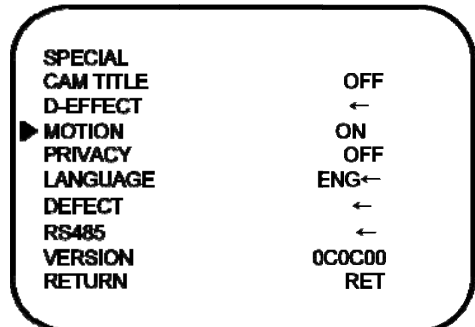 SPECIAL
CAM TITLE OFF
D-EFFECT ←
▶ MOTION ON
PRIVACY OFF
LANGUAGE ENG←
DEFECT ←
RS485 ←
VERSION 0C0C00
RETURN RET